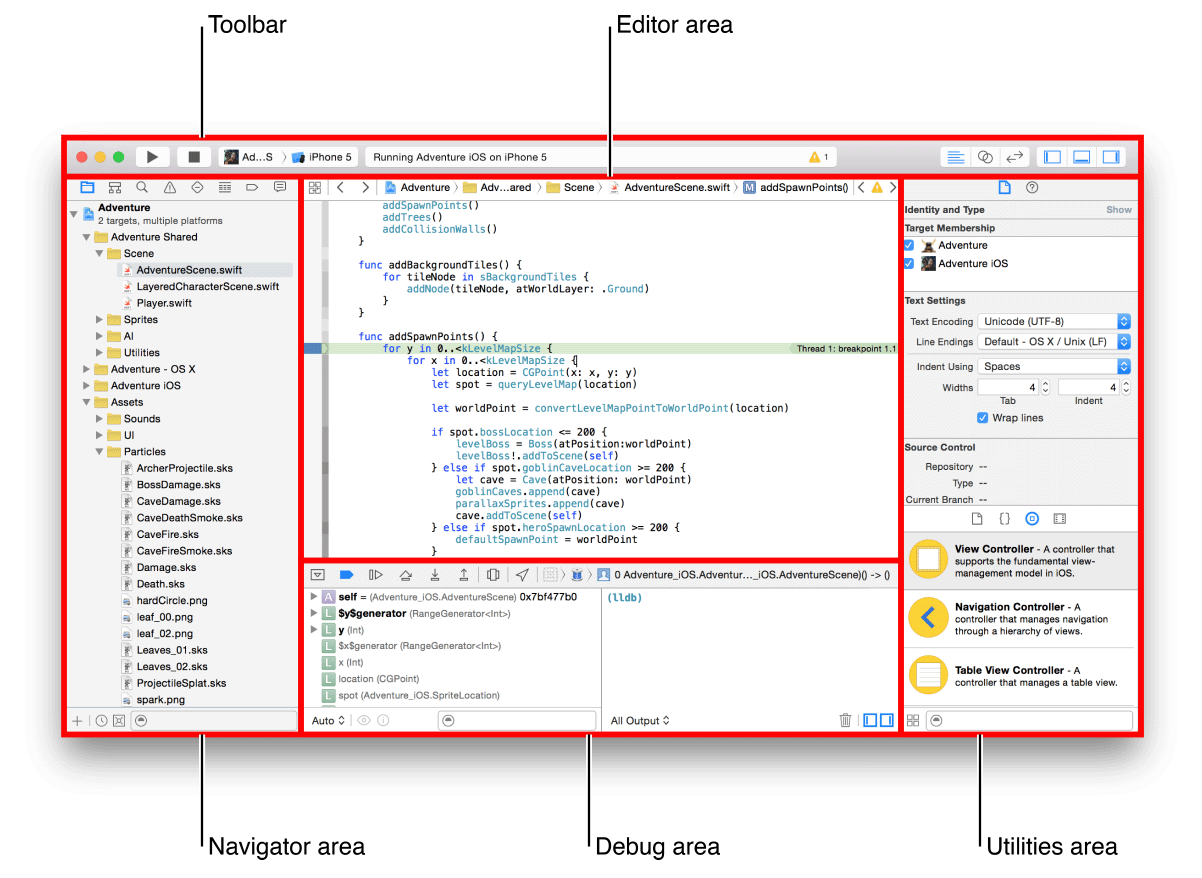 Toolbar
Editor area
Ad...S
iPhone 5
Running Adventure iOS on iPhone 5
1
Adventure
2 targets, multiple platforms
Adventure Shared
Scene
AdventureScene.swift
LayeredCharacterScene.swift
Player.swift
Sprites
AI
Utilities
Adventure - OS X
Adventure iOS
Assets
Sounds
UI
Particles
ArcherProjectile.sks
BossDamage.sks
CaveDamage.sks
CaveDeathSmoke.sks
CaveFire.sks
CaveFireSmoke.sks
Damage.sks
Death.sks
hardCircle.png
leaf_00.png
leaf_02.png
Leaves_01.sks
Leaves_02.sks
ProjectileSplat.sks
spark.png
Adventure
Adv...ared
Scene
AdventureScene.swift
M addSpawnPoints()
addSpawnPoints()
addTrees()
addCollisionWalls()
}
func addBackgroundTiles() {
for tileNode in sBackgroundTiles {
addNode(tileNode, atWorldLayer: .Ground)
}
}
func addSpawnPoints() {
for y in 0..<kLevelMapSize {
Thread 1: breakpoint 1.1
for x in 0..<kLevelMapSize {
let location = CGPoint(x: x, y: y)
let spot = queryLevelMap(location)
let worldPoint = convertLevelMapPointToWorldPoint(location)
if spot.bossLocation <= 200 {
levelBoss = Boss(atPosition:worldPoint)
levelBoss!.addToScene(self)
} else if spot.goblinCaveLocation >= 200 {
let cave = Cave(atPosition: worldPoint)
goblinCaves.append(cave)
parallaxSprites.append(cave)
cave.addToScene(self)
} else if spot.heroSpawnLocation >= 200 {
defaultSpawnPoint = worldPoint
}
0 Adventure_iOS.Adventur..._iOS.AdventureScene)() -> ()
A self = (Adventure_iOS.AdventureScene) 0x7bf477b0
L $y$generator (RangeGenerator<Int>)
L y (Int)
L $x$generator (RangeGenerator<Int>)
L x (Int)
L location (CGPoint)
L spot (Adventure_iOS.SpriteLocation)
Auto
(lldb)
All Output
Identity and Type
Show
Target Membership
Adventure
Adventure iOS
Text Settings
Text Encoding Unicode (UTF-8)
Line Endings Default - OS X / Unix (LF)
Indent Using Spaces
Widths 4 4
Tab Indent
Wrap lines
Source Control
Repository --
Type --
Current Branch --
{}
View Controller - A controller that
supports the fundamental view-
management model in iOS.
Navigation Controller - A
controller that manages navigation
through a hierarchy of views.
Table View Controller - A
controller that manages a table view.
Navigator area
Debug area
Utilities area